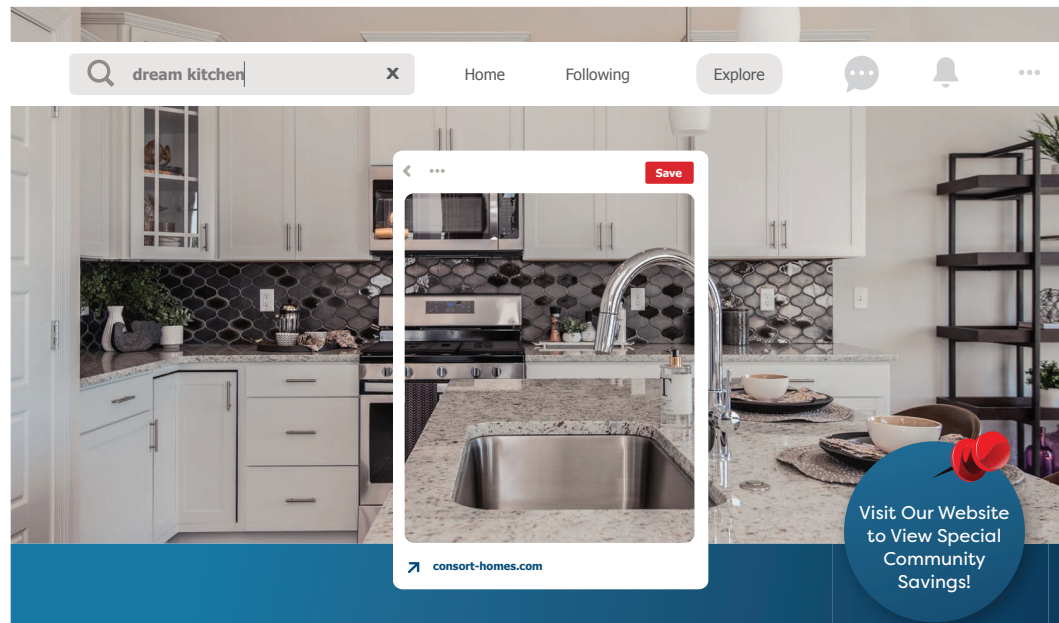 dream kitchen x Home Following Explore
Save
consort-homes.com
Visit Our Website
to View Special
Community
Savings!